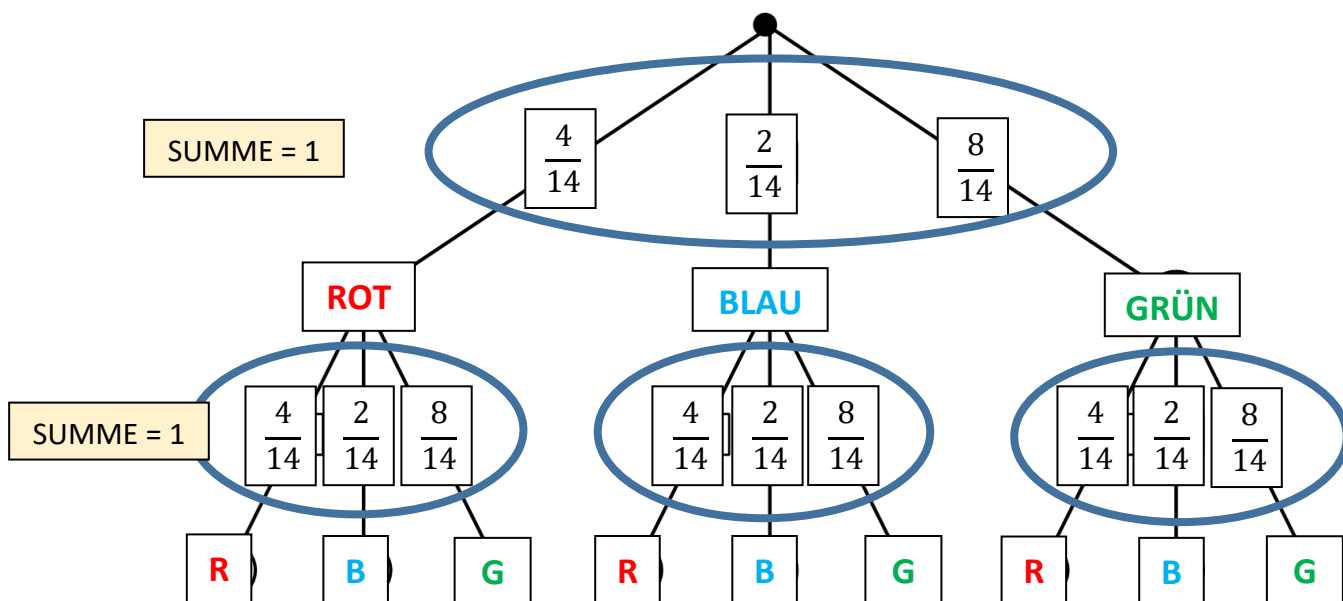 SUMME = 1
4/14 2/14 8/14
ROT BLAU GRÜN
SUMME = 1
4/14 2/14 8/14 4/14 2/14 8/14 4/14 2/14 8/14
R B G R B G R B G